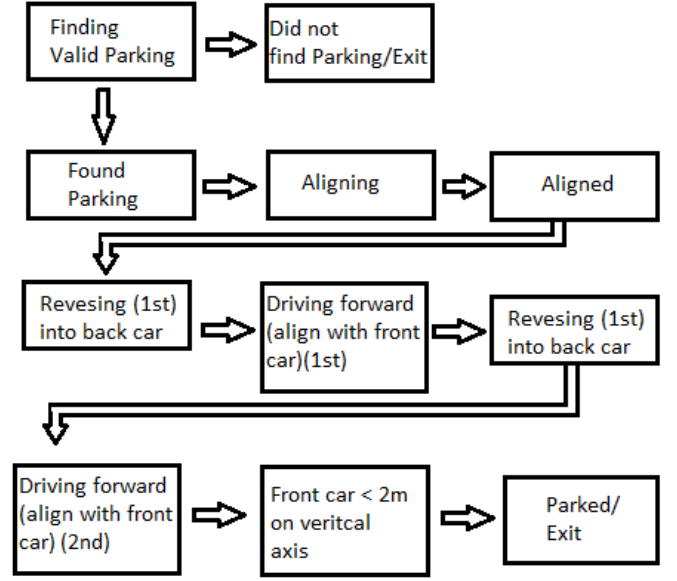 Finding
Valid Parking
Did not
find Parking/Exit
Found
Parking
Aligning
Aligned
Revesing (1st)
into back car
Driving forward
(align with front
car)(1st)
Revesing (1st)
into back car
Driving forward
(align with front
car) (2nd)
Front car < 2m
on veritcal
axis
Parked/
Exit